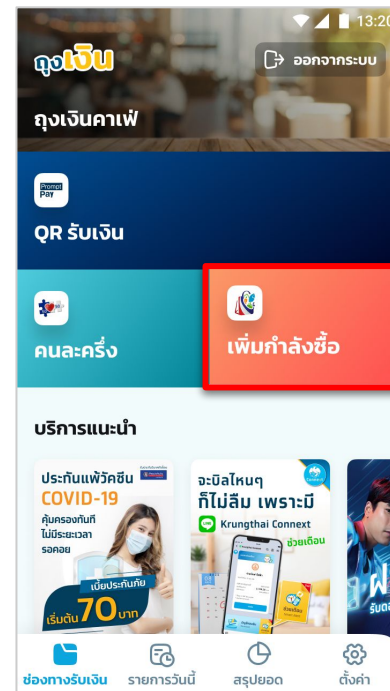 13:20
ถุงเงิน
ออกจากระบบ
ถุงเงินคาเฟ่
Prompt
Pay
QR รับเงิน
คนละครึ่ง
เพิ่มกำลังซื้อ
บริการแนะนำ
ประกันแพ้วัคซีน
COVID-19
คุ้มครองทันที
ไม่มีระยะเวลา
รอคอย
เบี้ยประกันภัย
เริ่มต้น 70 บาท
จะบิลไหนๆ
ก็ไม่ลืม เพราะมี
LINE
Krungthai Connext
ช่วยเตือน
ช่องทางรับเงิน
รายการวันนี้
สรุปยอด
ตั้งค่า